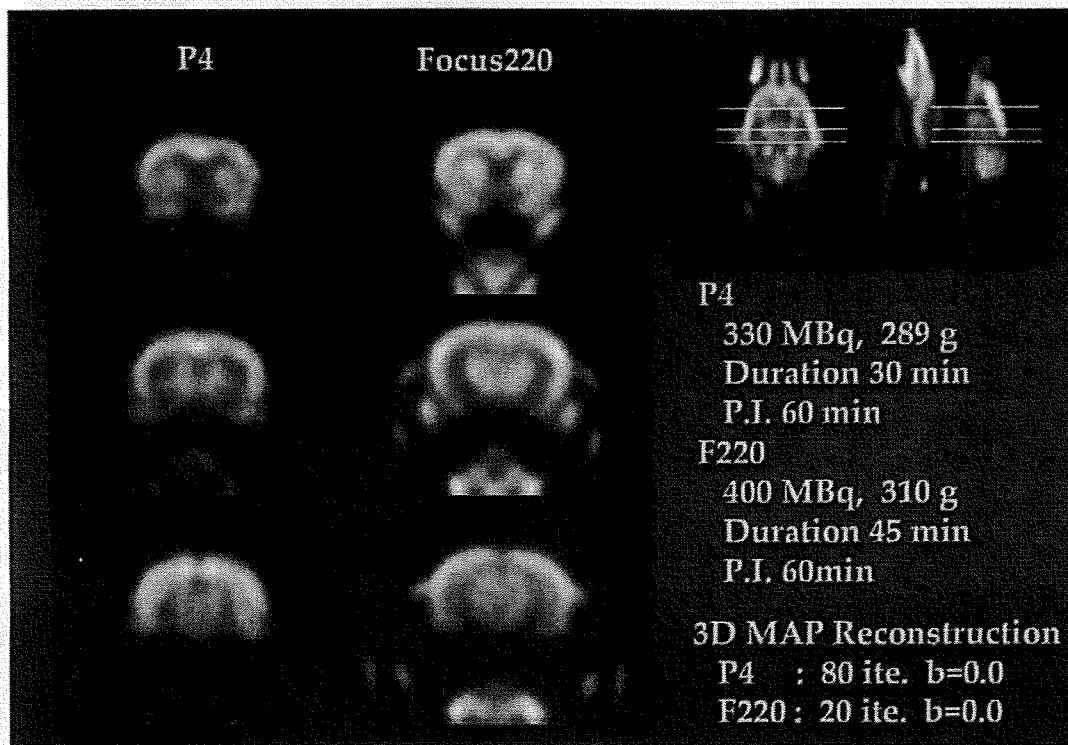 P4
Focus220
P4
330 MBq, 289 g
Duration 30 min
P.I. 60 min
F220
400 MBq, 310 g
Duration 45 min
P.I. 60min
3D MAP Reconstruction
P4 : 80 ite. b=0.0
F220 : 20 ite. b=0.0